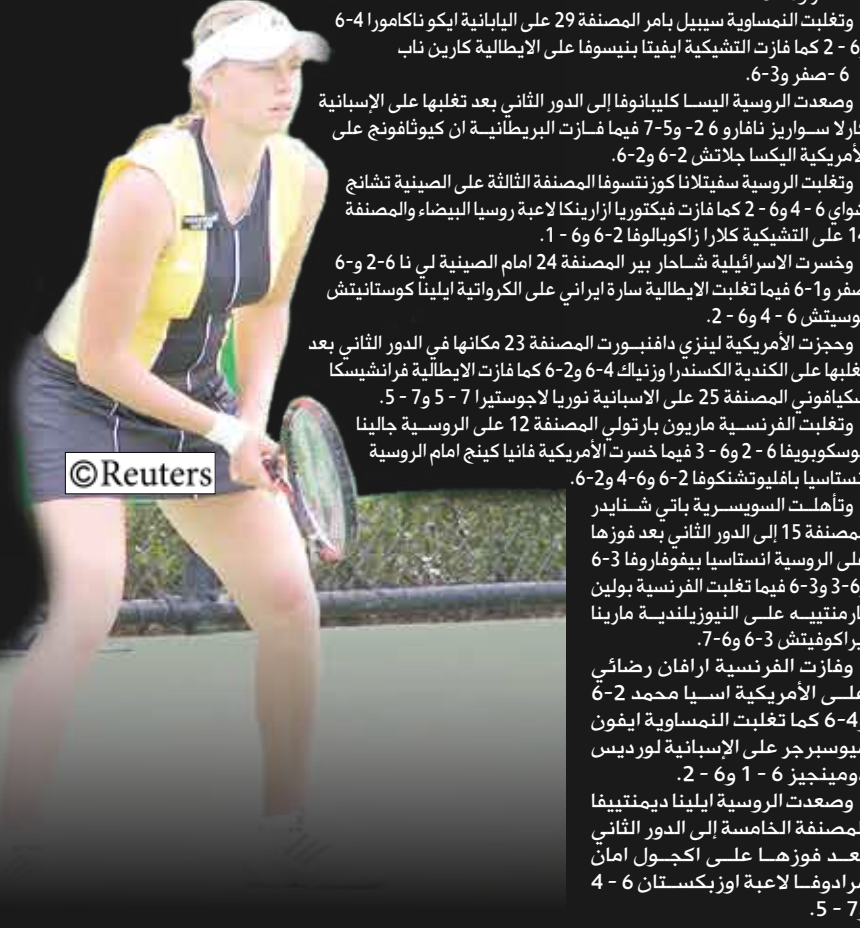 وتغلبت النمساوية سيبيل بامر المصنفة 29 على اليابانية ايكو ناكامورا 4-6
و6 - 2 كما فازت التشيكية ايفيتا بنيسوفا على الايطالية كارين ناب
6 -صفر و3-6.
وصعدت الروسية اليسا كليبانوفا إلى الدور الثاني بعد تغلبها على الإسبانية
سواريز نافارو 6 2- و5-7 فيما فازت البريطانية ان كيوثافونج على
اليكسا جلاتش 2-6 و2-6.
وتغلبت الروسية سفيتلانا كوزنتسوفا المصنفة الثالثة على الصينية تشانج
6 - 4 و6 - 2 كما فازت فيكتوريا ازارينكا لاعبة روسيا البيضاء والمصنفة
14 على التشيكية كلارا زاكوبالوفا 2-6 و6 - 1.
وخسرت الاسرائيلية شاحار بير المصنفة 24 امام الصينية لي نا 6-2 و-6
صفر و1-6 فيما تغلبت الايطالية سارة ايراني على الكرواتية ايلينا كوستانيتش
6 - 4 و6 - 2.
وحجزت الأمريكية لينزي دافنبورت المصنفة 23 مكانها في الدور الثاني بعد
تغلبها على الكندية الكسندرا وزنياك 4-6 و2-6 كما فازت الايطالية فرانشيسكا
سكيافوني المصنفة 25 على الاسبانية نوريا لاجوستيرا 7 - 5 و7 - 5.
وتغلبت الفرنسية ماريون بارتولي المصنفة 12 على الروسية جالينا
6 - 2 و6 - 3 فيما خسرت الأمريكية فانيا كينج امام الروسية
بافليوتشنكوفا 2-6 و6-4 و2-6.
©Reuters
وتأهلت السويسرية باتي شنايدر
المصنفة 15 إلى الدور الثاني بعد فوزها
على الروسية انستاسيا بيفوفاروفا 3-6
6-3 و3-6 فيما تغلبت الفرنسية بولين
بارمنتييه على النيوزيلندية مارينا
ايراكوفيتش 3-6 و6-7.
وفازت الفرنسية ارافان رضائي
على الأمريكية اسيا محمد 2-6
و4-6 كما تغلبت النمساوية ايفون
ميوسبرجر على الإسبانية لورديس
دومينجيز 6 - 1 و6 - 2.
وصعدت الروسية ايلينا ديمنتييفا
المصنفة الخامسة إلى الدور الثاني
بعد فوزها على اكجول امان
مرادوفا لاعبة اوزبكستان 6 - 4
و7 - 5.